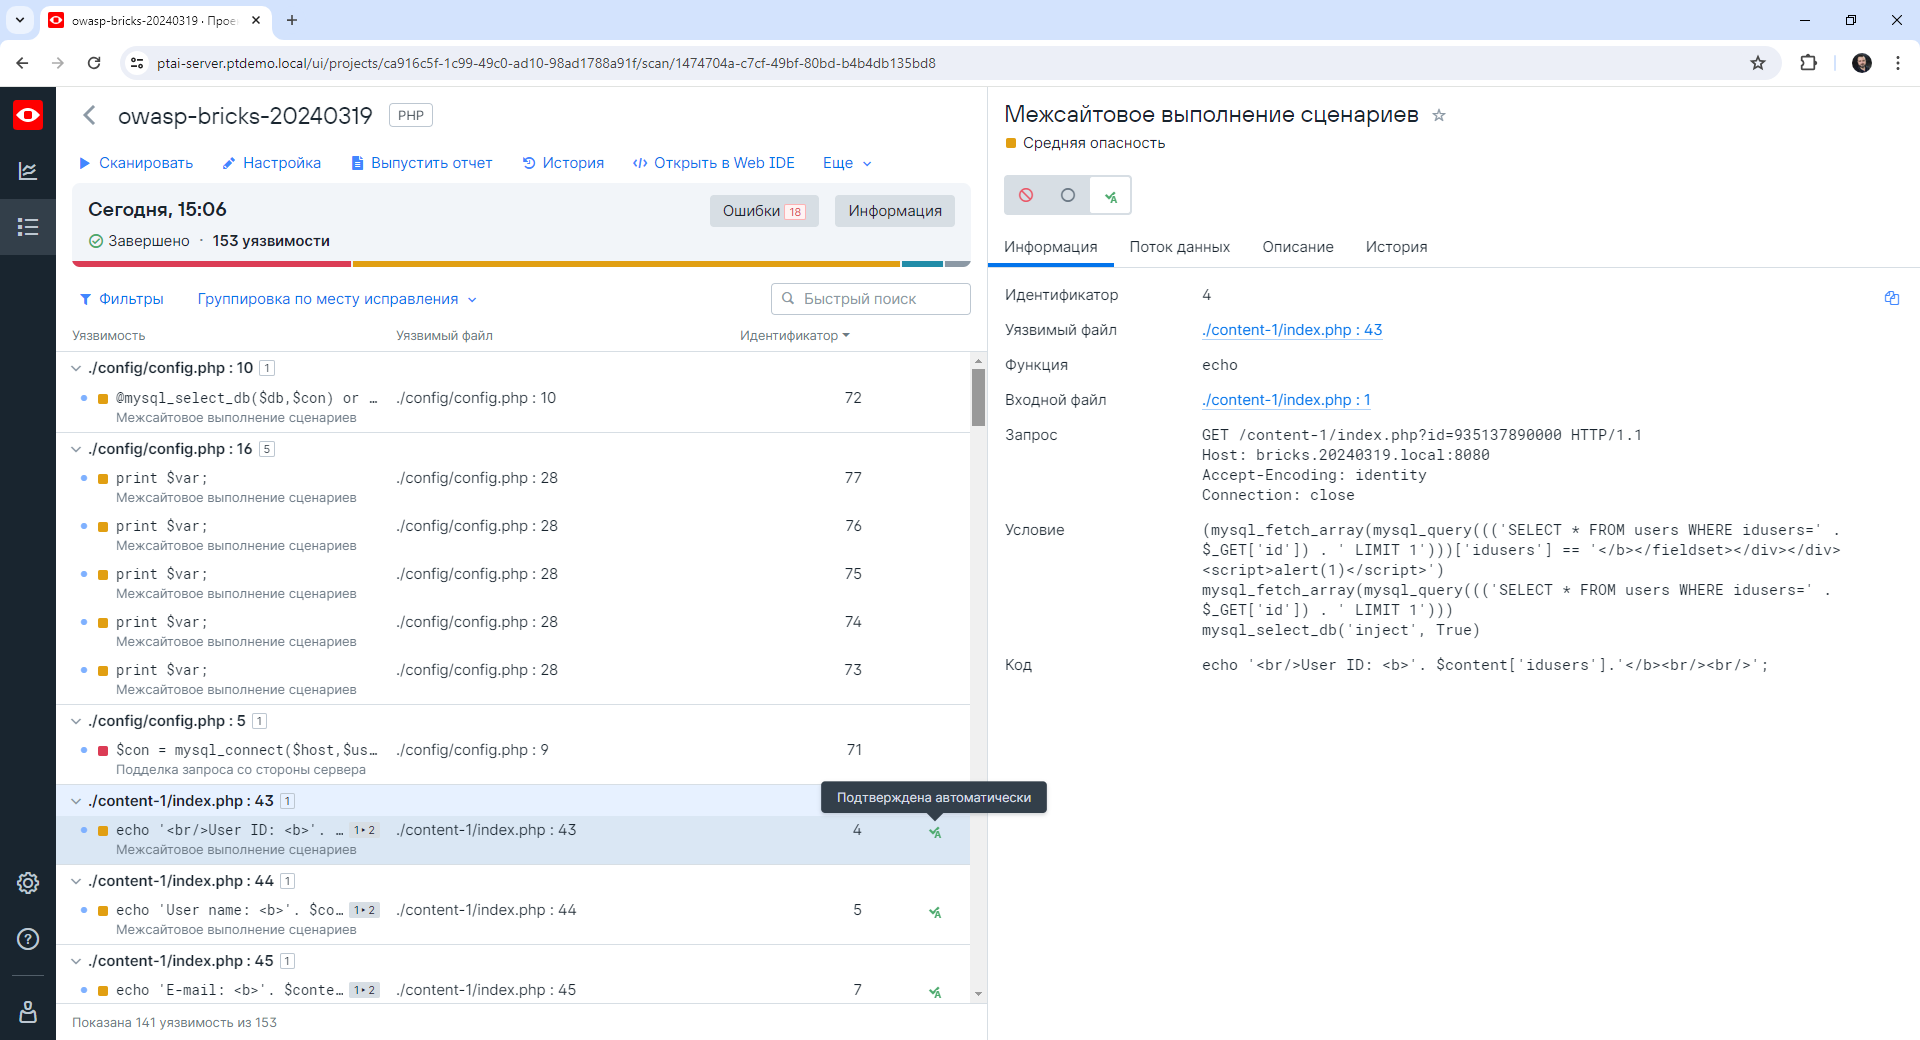 owasp-bricks-20240319 · Прое
ptai-server.ptdemo.local/ui/projects/ca916c5f-1c99-49c0-ad10-98ad1788a91f/scan/1474704a-c7cf-49bf-80bd-b4b4db135bd8
owasp-bricks-20240319 PHP
Сканировать Настройка Выпустить отчет История Открыть в Web IDE Еще
Сегодня, 15:06
Ошибки 18 Информация
Завершено · 153 уязвимости
Фильтры Группировка по месту исправления Быстрый поиск
Уязвимость Уязвимый файл Идентификатор
./config/config.php : 10 1
@mysql_select_db($db,$con) or … ./config/config.php : 10 72
Межсайтовое выполнение сценариев
./config/config.php : 16 5
print $var; ./config/config.php : 28 77
Межсайтовое выполнение сценариев
print $var; ./config/config.php : 28 76
Межсайтовое выполнение сценариев
print $var; ./config/config.php : 28 75
Межсайтовое выполнение сценариев
print $var; ./config/config.php : 28 74
Межсайтовое выполнение сценариев
print $var; ./config/config.php : 28 73
Межсайтовое выполнение сценариев
./config/config.php : 5 1
$con = mysql_connect($host,$us… ./config/config.php : 9 71
Подделка запроса со стороны сервера
./content-1/index.php : 43 1
Подтверждена автоматически
echo '<br/>User ID: <b>'. … 1‣2 ./content-1/index.php : 43 4
Межсайтовое выполнение сценариев
./content-1/index.php : 44 1
echo 'User name: <b>'. $co… 1‣2 ./content-1/index.php : 44 5
Межсайтовое выполнение сценариев
./content-1/index.php : 45 1
echo 'E-mail: <b>'. $conte… 1‣2 ./content-1/index.php : 45 7
Показана 141 уязвимость из 153
Межсайтовое выполнение сценариев
Средняя опасность
Информация Поток данных Описание История
Идентификатор 4
Уязвимый файл ./content-1/index.php : 43
Функция echo
Входной файл ./content-1/index.php : 1
Запрос GET /content-1/index.php?id=935137890000 HTTP/1.1
Host: bricks.20240319.local:8080
Accept-Encoding: identity
Connection: close
Условие (mysql_fetch_array(mysql_query((('SELECT * FROM users WHERE idusers=' .
$_GET['id']) . ' LIMIT 1')))['idusers'] == '</b></fieldset></div></div>
<script>alert(1)</script>')
mysql_fetch_array(mysql_query((('SELECT * FROM users WHERE idusers=' .
$_GET['id']) . ' LIMIT 1')))
mysql_select_db('inject', True)
Код echo '<br/>User ID: <b>'. $content['idusers'].'</b><br/><br/>';